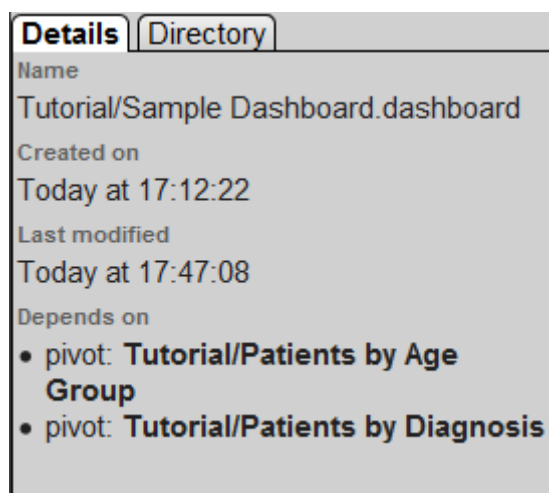 Details Directory
Name
Tutorial/Sample Dashboard.dashboard
Created on
Today at 17:12:22
Last modified
Today at 17:47:08
Depends on
• pivot: Tutorial/Patients by Age
Group
• pivot: Tutorial/Patients by Diagnosis